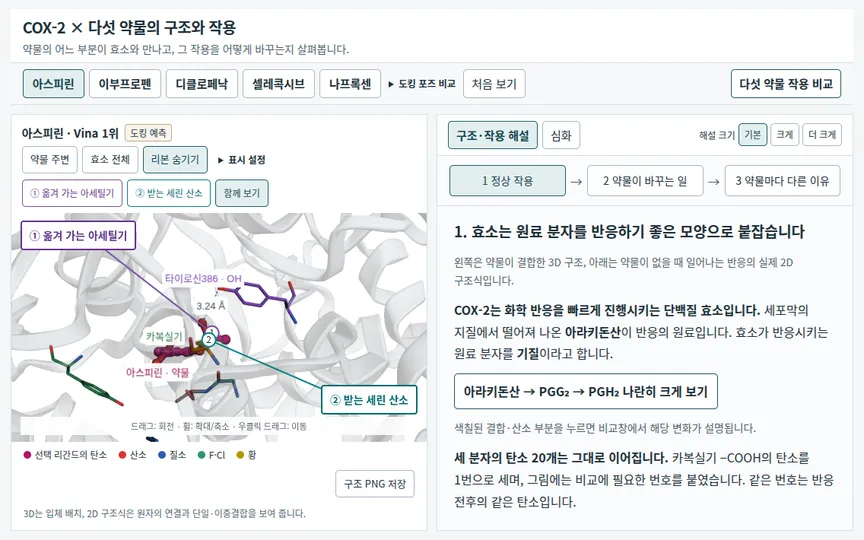 COX-2 × 다섯 약물의 구조와 작용
약물의 어느 부분이 효소와 만나고, 그 작용을 어떻게 바꾸는지 살펴봅니다.
아스피린
이부프로펜
디클로페낙
셀레콕시브
나프록센
▶ 도킹 포즈 비교
처음 보기
다섯 약물 작용 비교
아스피린 · Vina 1위
도킹 예측
약물 주변
효소 전체
리본 숨기기
▶ 표시 설정
① 옮겨 가는 아세틸기
② 받는 세린 산소
함께 보기
① 옮겨 가는 아세틸기
타이로신386 · OH
3.24 Å
1
2
카복실기
아스피린 · 약물
② 받는 세린 산소
드래그: 회전 · 휠: 확대/축소 · 우클릭 드래그: 이동
선택 리간드의 탄소
산소
질소
F·Cl
황
구조 PNG 저장
3D는 입체 배치, 2D 구조식은 원자의 연결과 단일·이중결합을 보여 줍니다.
구조·작용 해설
심화
해설 크기
기본
크게
더 크게
1 정상 작용
→
2 약물이 바꾸는 일
→
3 약물마다 다른 이유
1. 효소는 원료 분자를 반응하기 좋은 모양으로 붙잡습니다
왼쪽은 약물이 결합한 3D 구조, 아래는 약물이 없을 때 일어나는 반응의 실제 2D
구조식입니다.
COX-2는 화학 반응을 빠르게 진행시키는 단백질 효소입니다. 세포막의
지질에서 떨어져 나온 아라키돈산이 반응의 원료입니다. 효소가 반응시키는
원료 분자를 기질이라고 합니다.
아라키돈산 → PGG₂ → PGH₂ 나란히 크게 보기
색칠된 결합·산소 부분을 누르면 비교창에서 해당 변화가 설명됩니다.
세 분자의 탄소 20개는 그대로 이어집니다. 카복실기 –COOH의 탄소를
1번으로 세며, 그림에는 비교에 필요한 번호를 붙였습니다. 같은 번호는 반응
전후의 같은 탄소입니다.